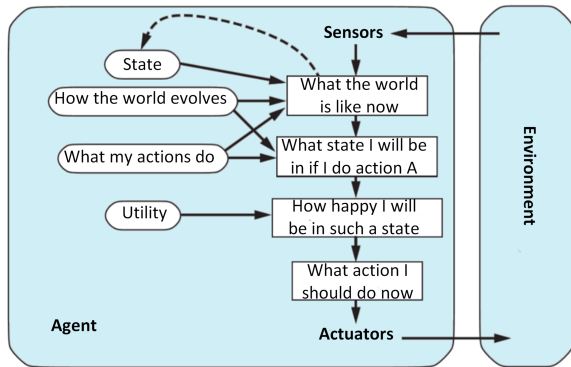 Sensors
State
What the world
is like now
How the world evolves
What my actions do
What state I will be
in if I do action A
Utility
How happy I will
be in such a state
What action I
should do now
Agent
Actuators
Environment